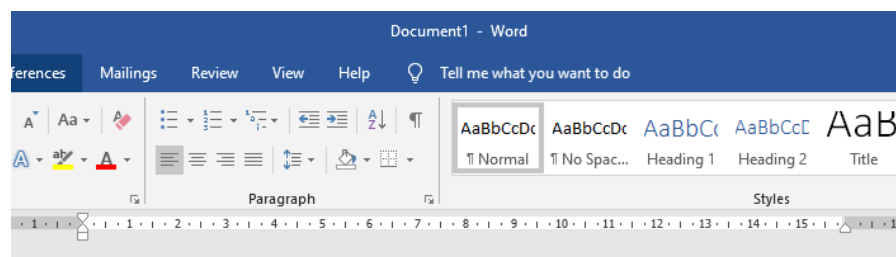 Document1 - Word
ferences Mailings Review View Help Tell me what you want to do
A Aa A↓Z ¶ AaBbCcDc AaBbCcDc AaBbC AaBbCcD AaB
A aby A ¶ Normal ¶ No Spac... Heading 1 Heading 2 Title
Paragraph Styles
1 1 2 3 4 5 6 7 8 9 10 11 12 13 14 15